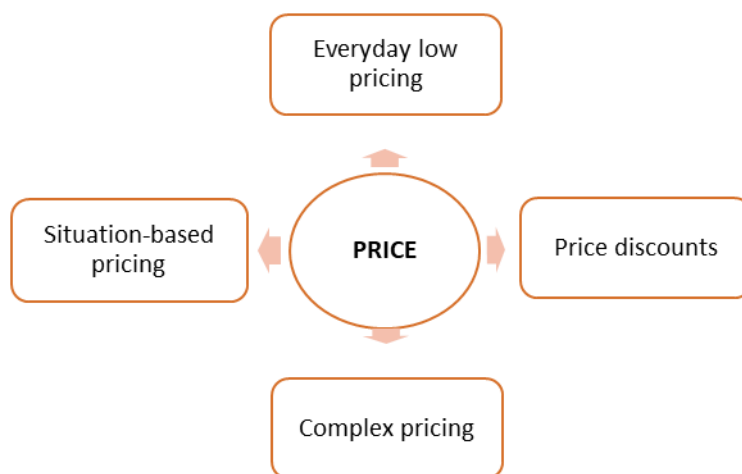 Everyday low
pricing
Situation-based
pricing
PRICE
Price discounts
Complex pricing